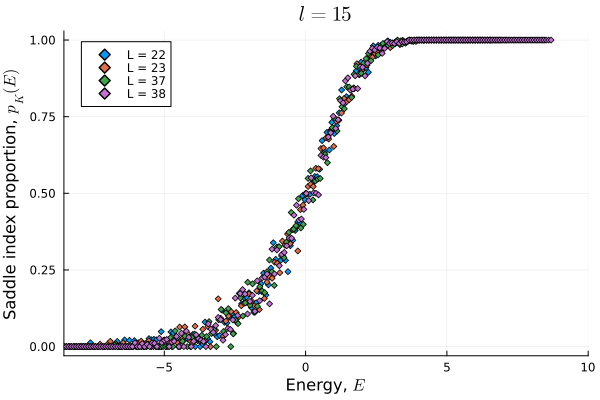 l = 15
1.00
0.75
0.50
0.25
0.00
Saddle index proportion, p_K(E)
L = 22
L = 23
L = 37
L = 38
−5
0
5
10
Energy, E